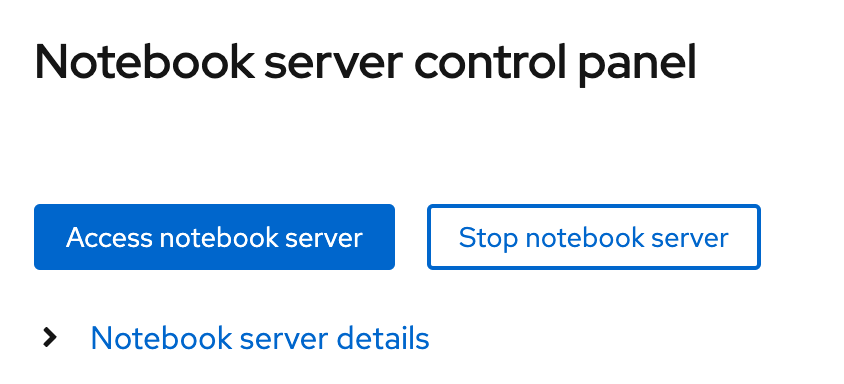 Notebook server control panel
Access notebook server
Stop notebook server
Notebook server details